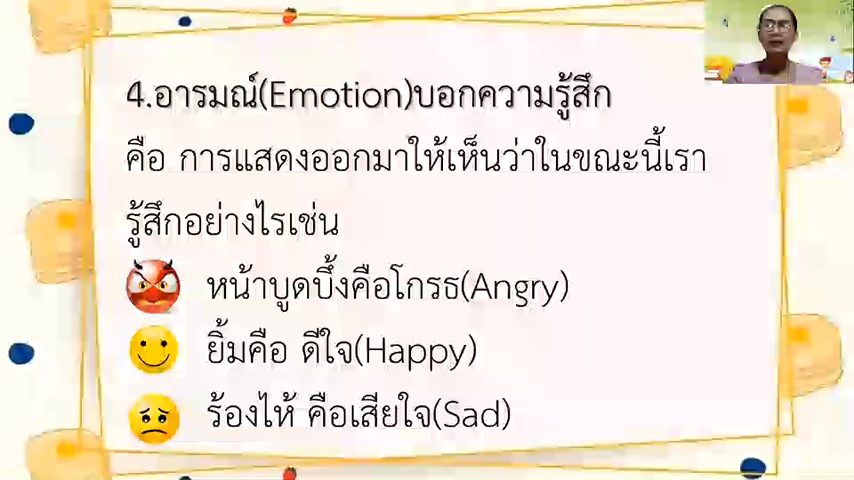 4.อารมณ์(Emotion)บอกความรู้สึก
คือ การแสดงออกมาให้เห็นว่าในขณะนี้เรา
รู้สึกอย่างไรเช่น
หน้าบูดบึ้งคือโกรธ(Angry)
ยิ้มคือ ดีใจ(Happy)
ร้องไห้ คือเสียใจ(Sad)